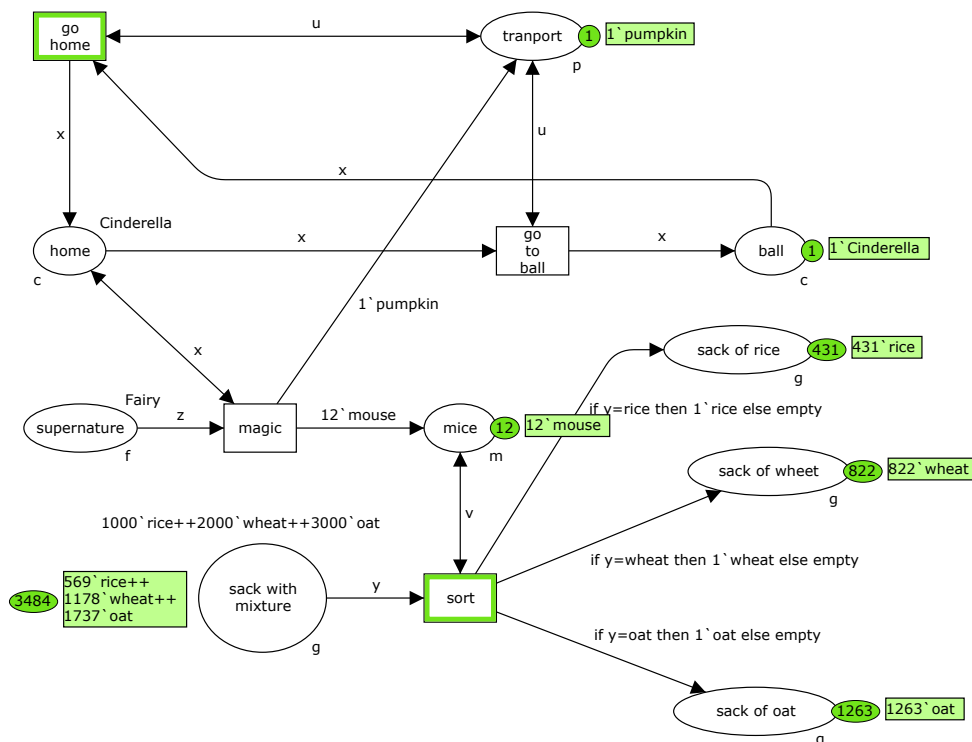 go
home
u
tranport
1
1`pumpkin
p
x
u
x
Cinderella
home
c
x
go
to
ball
x
ball
1
1`Cinderella
c
1`pumpkin
x
sack of rice
431
431`rice
g
if y=rice then 1`rice else empty
Fairy
supernature
f
z
magic
12`mouse
mice
12
12`mouse
m
sack of wheet
822
822`wheat
g
v
1000`rice++2000`wheat++3000`oat
if y=wheat then 1`wheat else empty
3484
569`rice++
1178`wheat++
1737`oat
sack with
mixture
g
y
sort
if y=oat then 1`oat else empty
sack of oat
1263
1263`oat
g